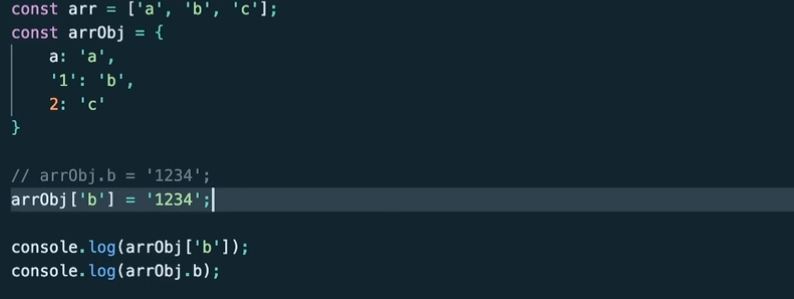 const arr = ['a', 'b', 'c'];
const arrObj = {
    a: 'a',
    '1': 'b',
    2: 'c'
}
// arrObj.b = '1234';
arrObj['b'] = '1234';
console.log(arrObj['b']);
console.log(arrObj.b);